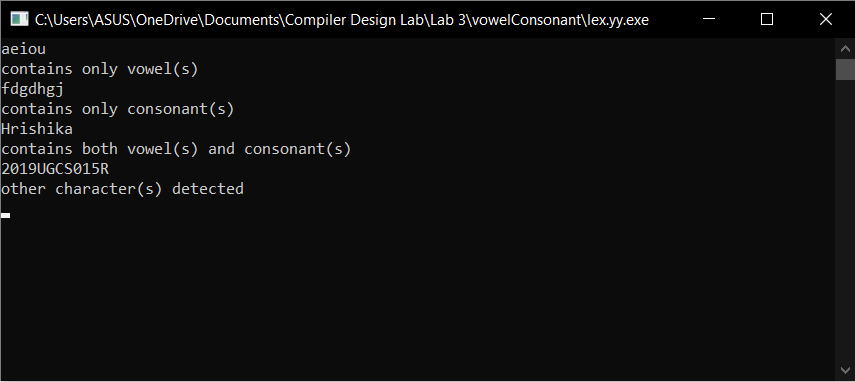 C:\Users\ASUS\OneDrive\Documents\Compiler Design Lab\Lab 3\vowelConsonant\lex.yy.exe
aeiou
contains only vowel(s)
fdgdhgj
contains only consonant(s)
Hrishika
contains both vowel(s) and consonant(s)
2019UGCS015R
other character(s) detected